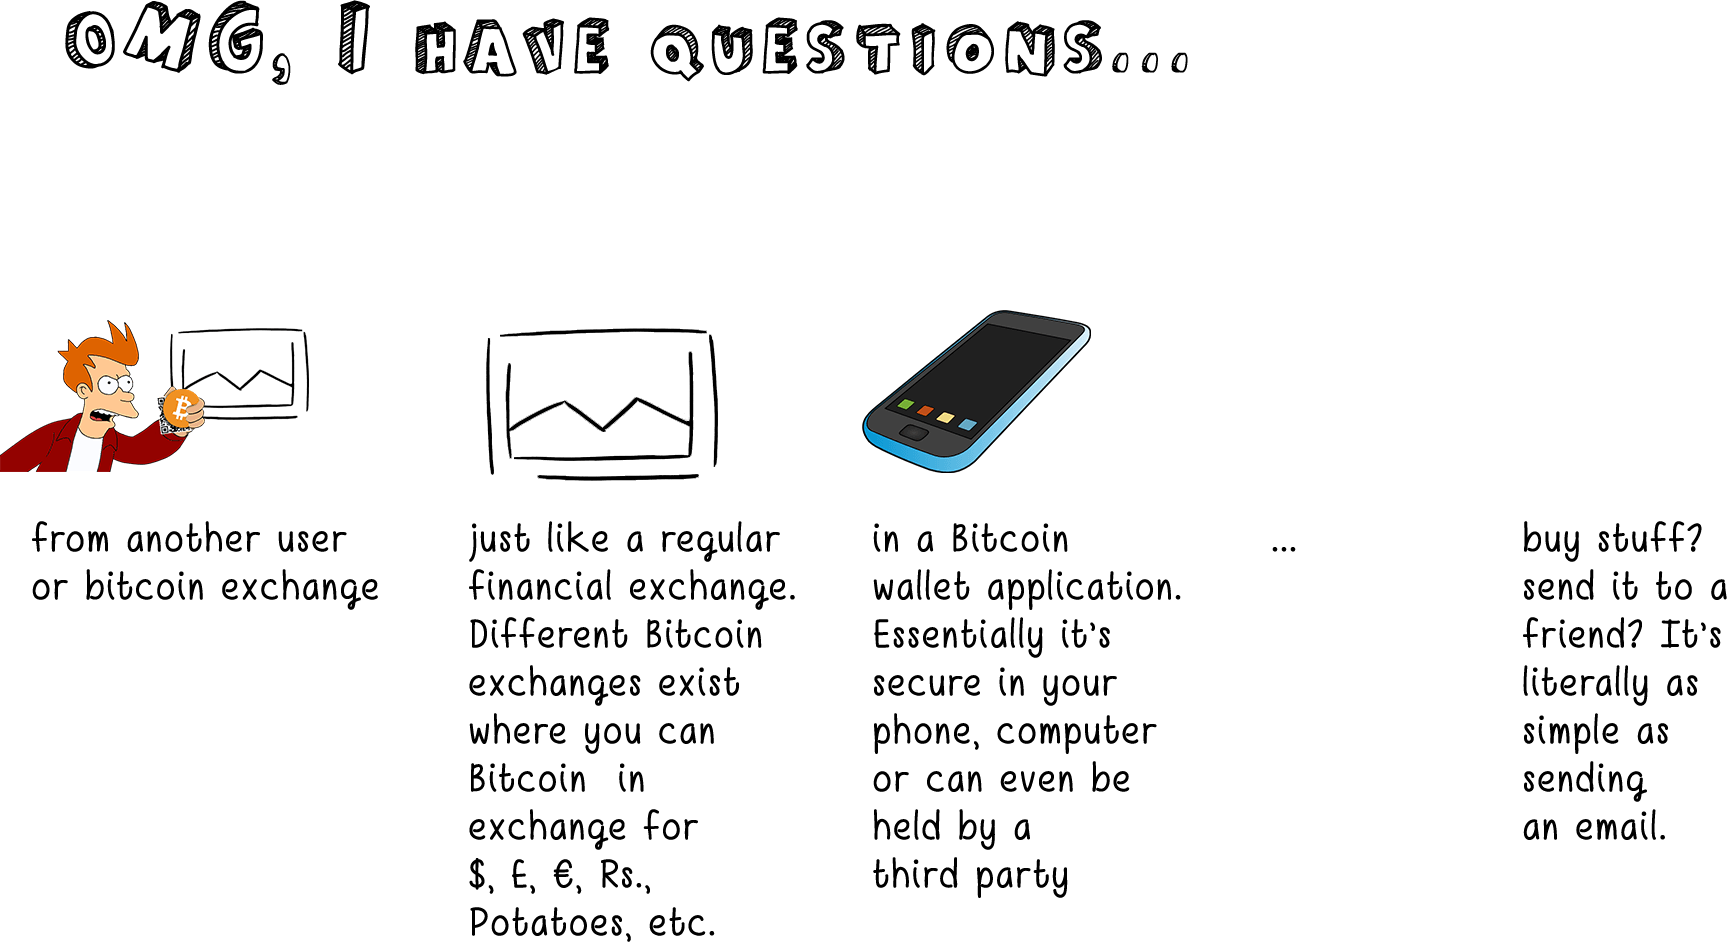 OMG, I HAVE QUESTIONS...
from another user
or bitcoin exchange
just like a regular
financial exchange.
Different Bitcoin
exchanges exist
where you can
Bitcoin  in
exchange for
$, £, €, Rs.,
Potatoes, etc.
in a Bitcoin
wallet application.
Essentially it's
secure in your
phone, computer
or can even be
held by a
third party
...
buy stuff?
send it to a
friend? It's
literally as
simple as
sending
an email.